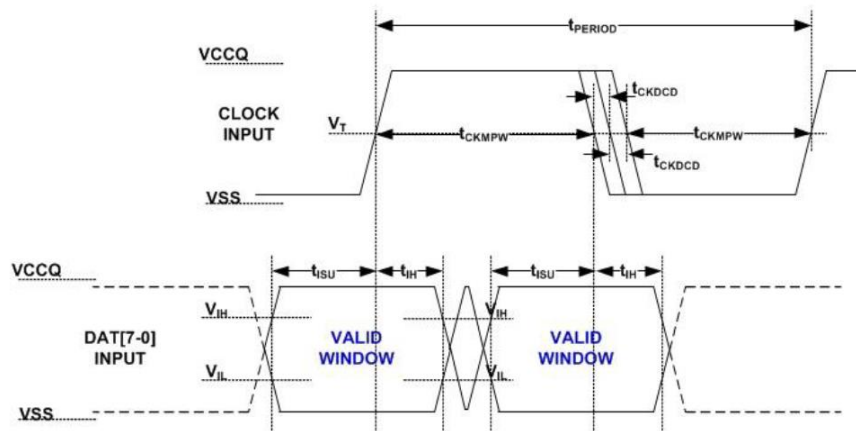 tPERIOD
VCCQ
tCKDCD
CLOCK
INPUT
VT
tCKMPW
tCKMPW
tCKDCD
VSS
VCCQ
tISU
tIH
tISU
tIH
VIH
VIH
DAT[7-0]
INPUT
VALID
WINDOW
VALID
WINDOW
VIL
VIL
VSS